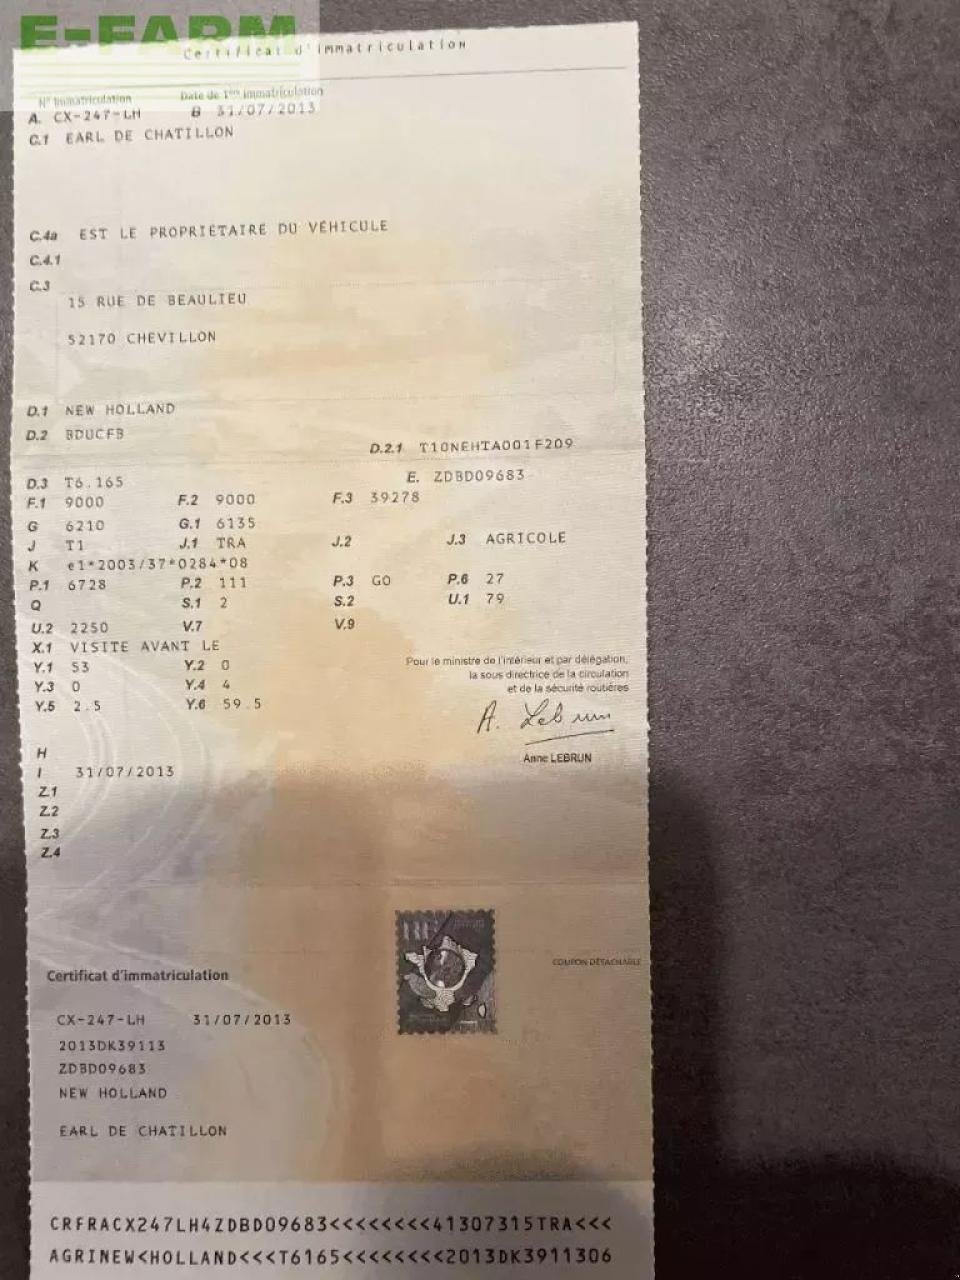 E-FARM
Certificat d'immatriculation
N° Immatriculation Date de 1ère immatriculation
A. CX-247-LH B 31/07/2013
C.1 EARL DE CHATILLON
C.4a EST LE PROPRIÉTAIRE DU VÉHICULE
C.4.1
C.3
15 RUE DE BEAULIEU
52170 CHEVILLON
D.1 NEW HOLLAND
D.2 BDUCFB
D.2.1 T10NEHTA001F209
D.3 T6.165 E. ZDBD09683
F.1 9000 F.2 9000 F.3 39278
G 6210 G.1 6135
J T1 J.1 TRA J.2 J.3 AGRICOLE
K e1*2003/37*0284*08
P.1 6728 P.2 111 P.3 GO P.6 27
Q S.1 2 S.2 U.1 79
U.2 2250 V.7 V.9
X.1 VISITE AVANT LE
Y.1 53 Y.2 0
Y.3 0 Y.4 4
Y.5 2.5 Y.6 59.5
Pour le ministre de l'intérieur et par délégation,
la sous directrice de la circulation
et de la sécurité routières
A. Lebrun
Anne LEBRUN
H
I 31/07/2013
Z.1
Z.2
Z.3
Z.4
COUPON DÉTACHABLE
Certificat d'immatriculation
CX-247-LH 31/07/2013
2013DK39113
ZDBD09683
NEW HOLLAND
EARL DE CHATILLON
CRFRACX247LH4ZDBD09683<<<<<<<<41307315TRA<<<
AGRINEW<HOLLAND<<<T6165<<<<<<<<2013DK3911306